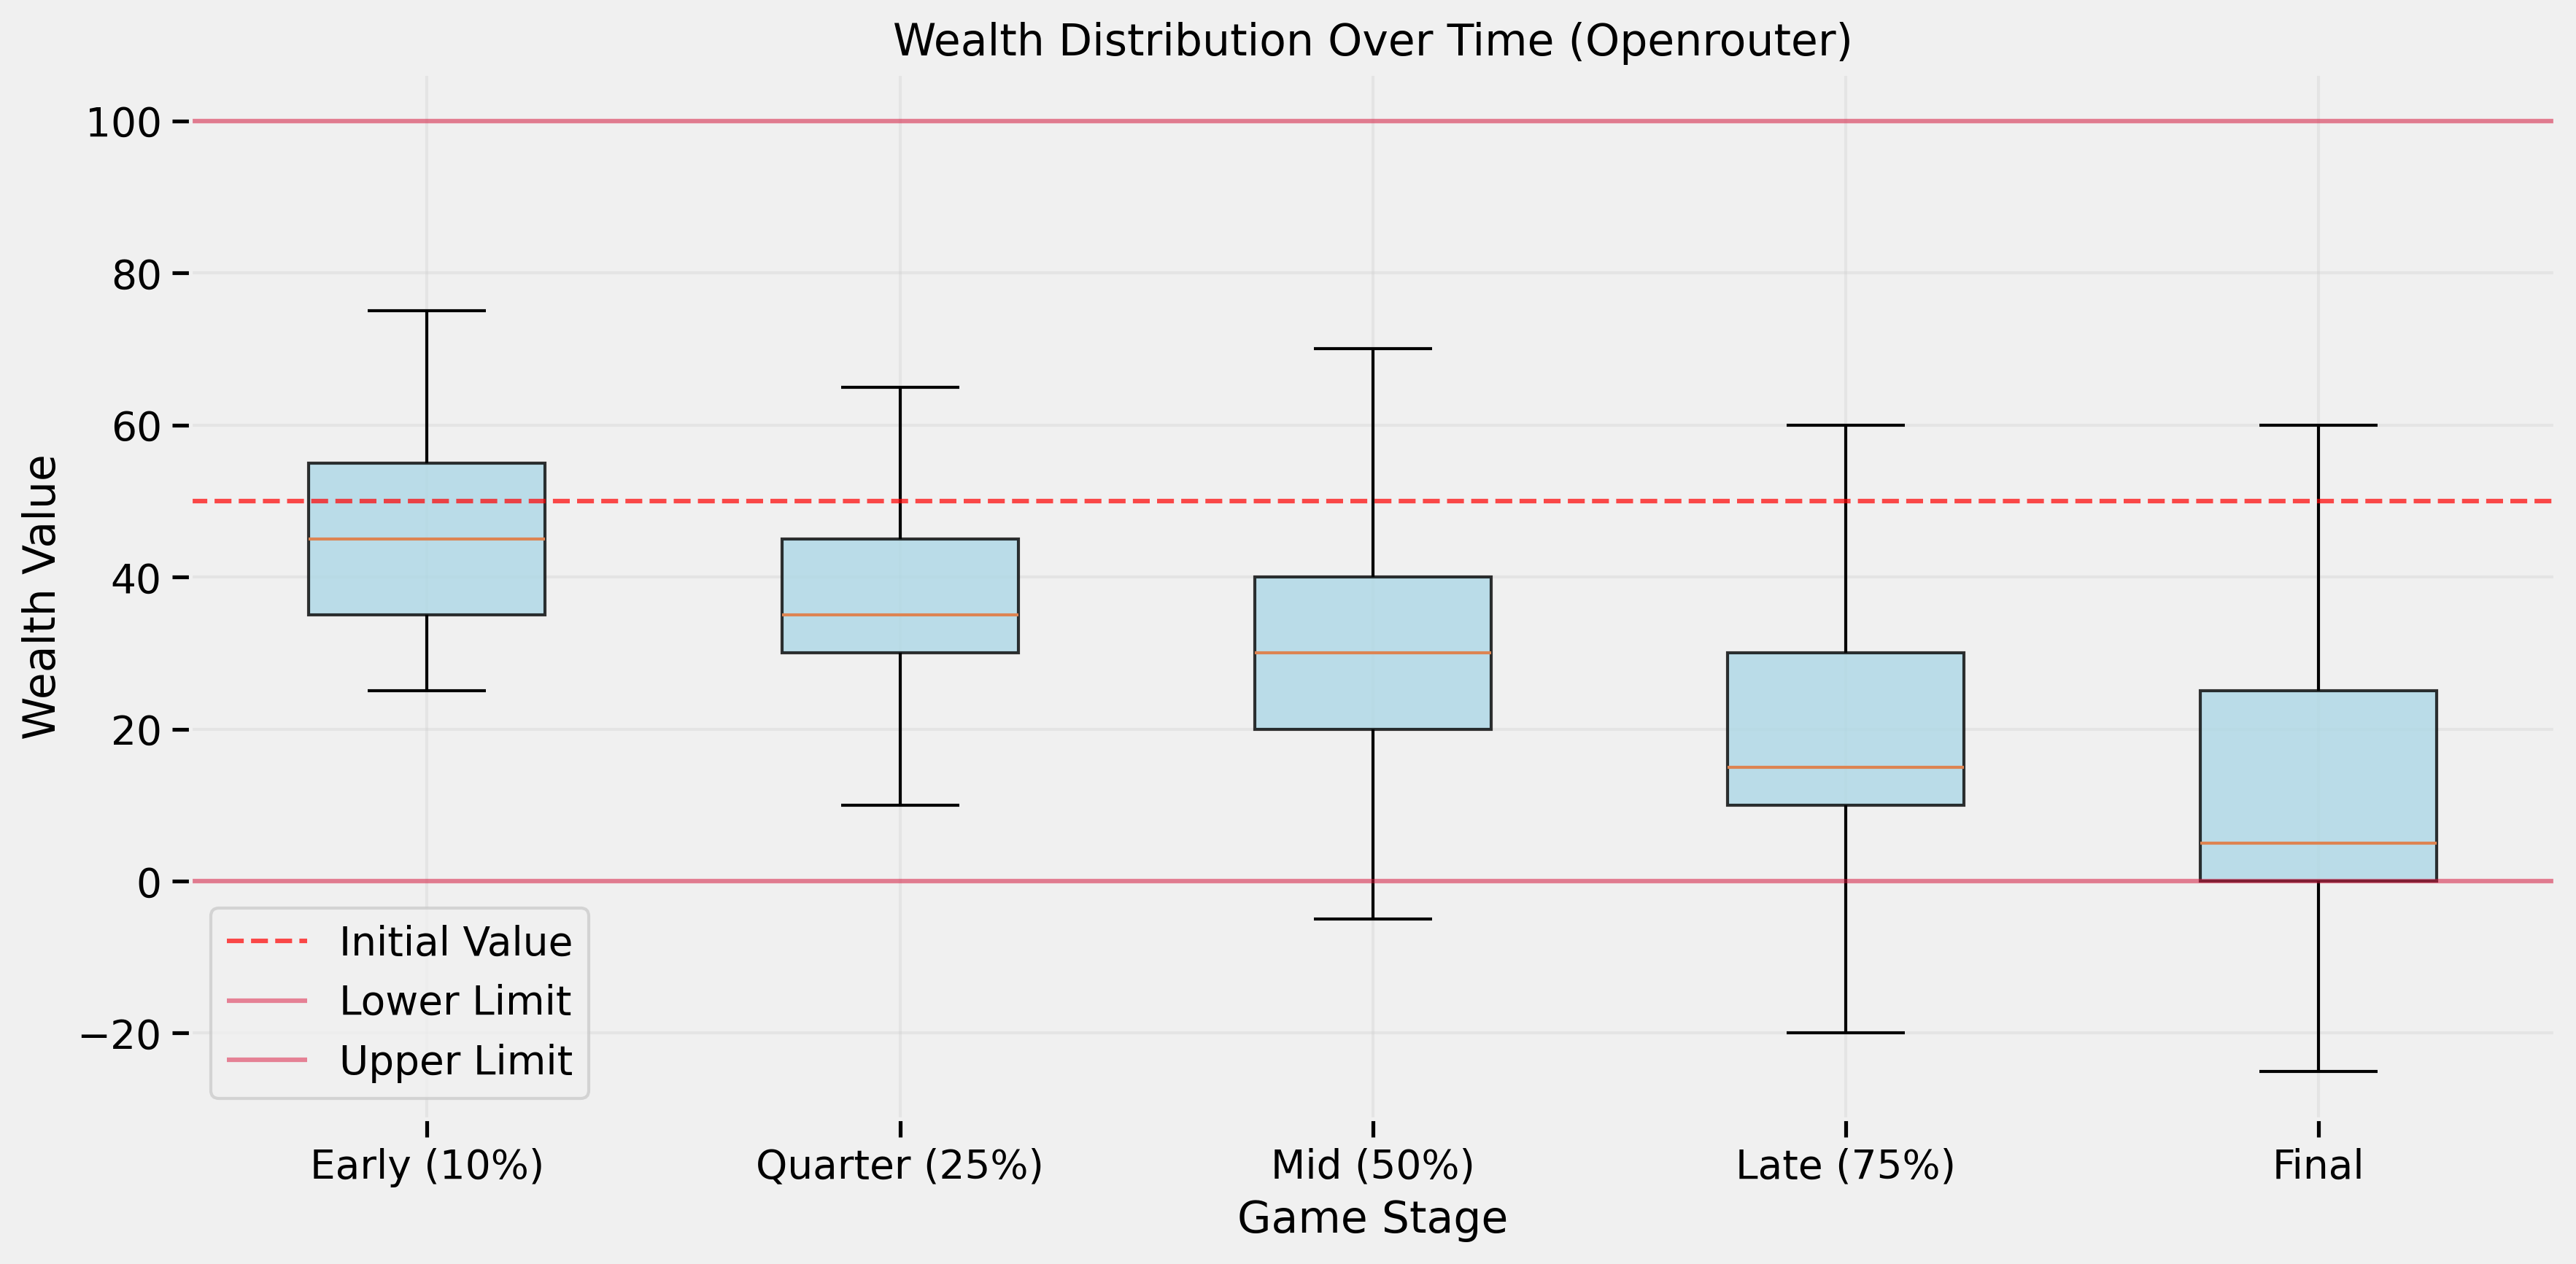 Wealth Distribution Over Time (Openrouter)
100
80
60
40
20
0
−20
Wealth Value
Initial Value
Lower Limit
Upper Limit
Early (10%)
Quarter (25%)
Mid (50%)
Late (75%)
Final
Game Stage